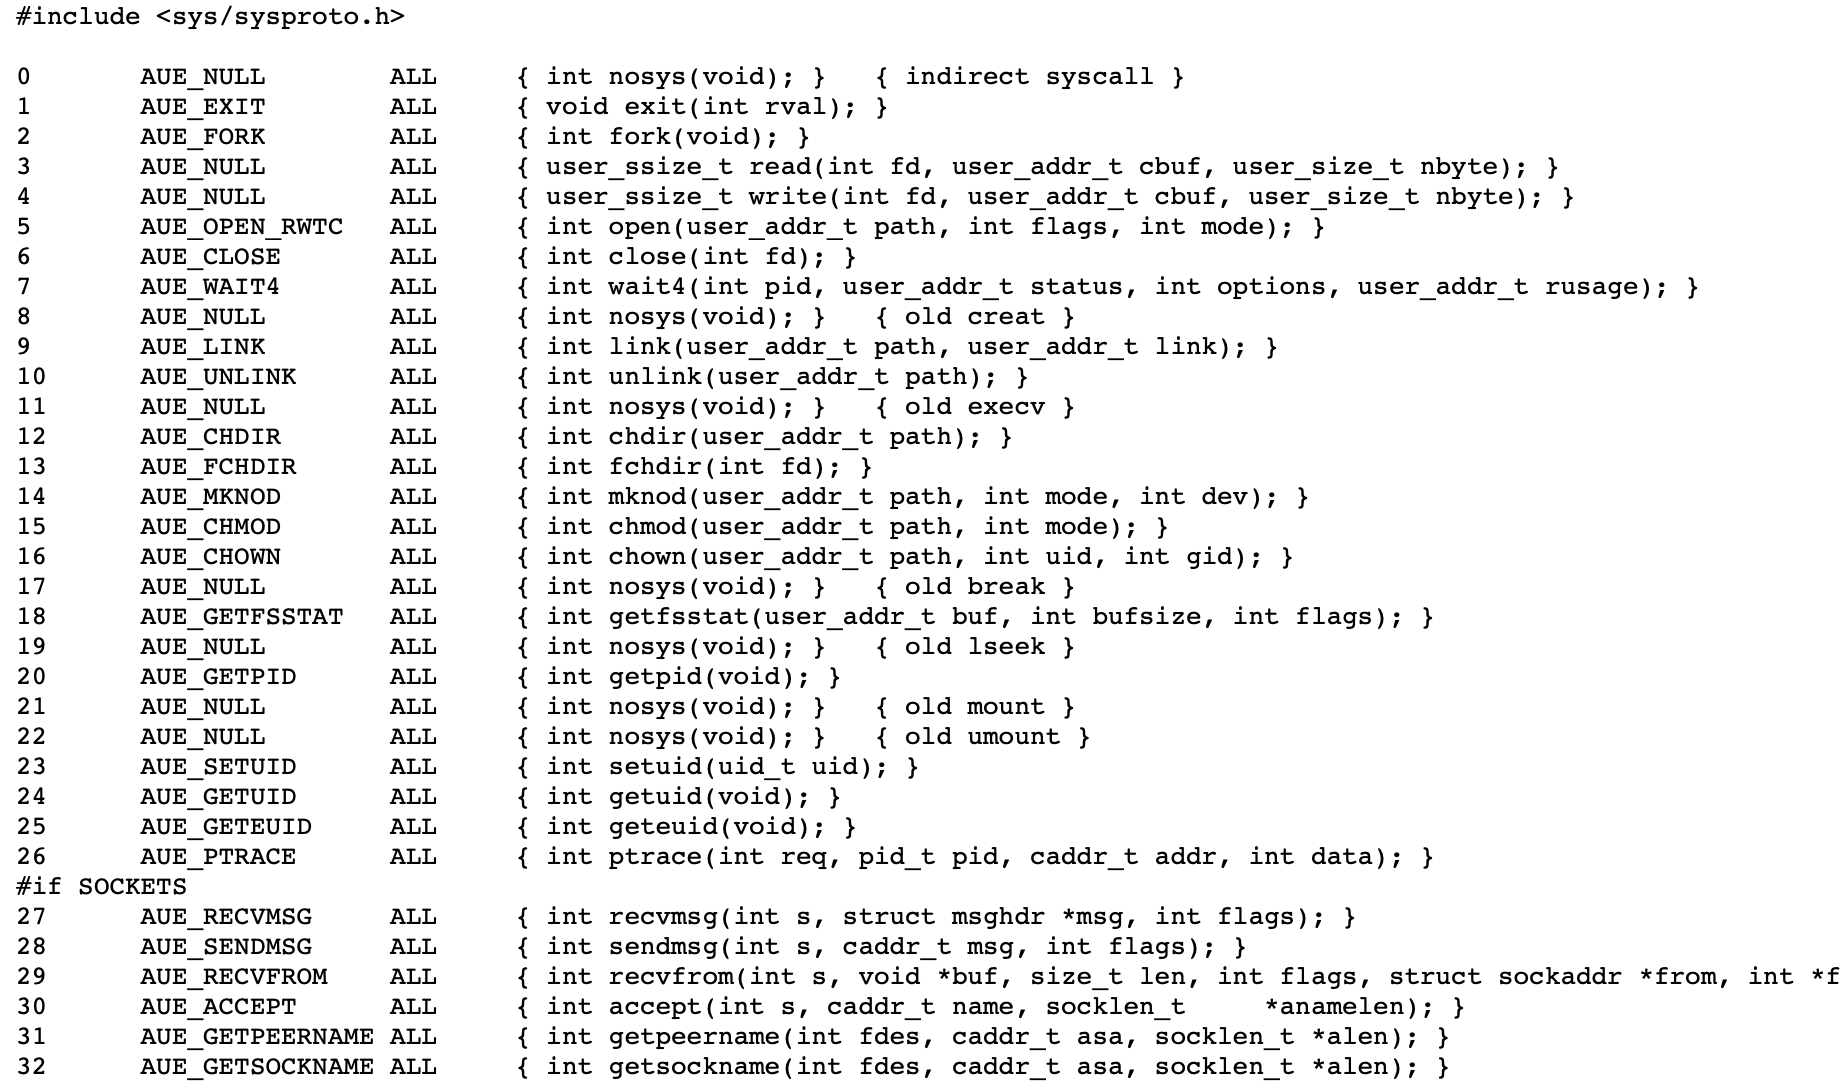 #include <sys/sysproto.h>
0 AUE_NULL ALL { int nosys(void); } { indirect syscall }
1 AUE_EXIT ALL { void exit(int rval); }
2 AUE_FORK ALL { int fork(void); }
3 AUE_NULL ALL { user_ssize_t read(int fd, user_addr_t cbuf, user_size_t nbyte); }
4 AUE_NULL ALL { user_ssize_t write(int fd, user_addr_t cbuf, user_size_t nbyte); }
5 AUE_OPEN_RWTC ALL { int open(user_addr_t path, int flags, int mode); }
6 AUE_CLOSE ALL { int close(int fd); }
7 AUE_WAIT4 ALL { int wait4(int pid, user_addr_t status, int options, user_addr_t rusage); }
8 AUE_NULL ALL { int nosys(void); } { old creat }
9 AUE_LINK ALL { int link(user_addr_t path, user_addr_t link); }
10 AUE_UNLINK ALL { int unlink(user_addr_t path); }
11 AUE_NULL ALL { int nosys(void); } { old execv }
12 AUE_CHDIR ALL { int chdir(user_addr_t path); }
13 AUE_FCHDIR ALL { int fchdir(int fd); }
14 AUE_MKNOD ALL { int mknod(user_addr_t path, int mode, int dev); }
15 AUE_CHMOD ALL { int chmod(user_addr_t path, int mode); }
16 AUE_CHOWN ALL { int chown(user_addr_t path, int uid, int gid); }
17 AUE_NULL ALL { int nosys(void); } { old break }
18 AUE_GETFSSTAT ALL { int getfsstat(user_addr_t buf, int bufsize, int flags); }
19 AUE_NULL ALL { int nosys(void); } { old lseek }
20 AUE_GETPID ALL { int getpid(void); }
21 AUE_NULL ALL { int nosys(void); } { old mount }
22 AUE_NULL ALL { int nosys(void); } { old umount }
23 AUE_SETUID ALL { int setuid(uid_t uid); }
24 AUE_GETUID ALL { int getuid(void); }
25 AUE_GETEUID ALL { int geteuid(void); }
26 AUE_PTRACE ALL { int ptrace(int req, pid_t pid, caddr_t addr, int data); }
#if SOCKETS
27 AUE_RECVMSG ALL { int recvmsg(int s, struct msghdr *msg, int flags); }
28 AUE_SENDMSG ALL { int sendmsg(int s, caddr_t msg, int flags); }
29 AUE_RECVFROM ALL { int recvfrom(int s, void *buf, size_t len, int flags, struct sockaddr *from, int *f
30 AUE_ACCEPT ALL { int accept(int s, caddr_t name, socklen_t *anamelen); }
31 AUE_GETPEERNAME ALL { int getpeername(int fdes, caddr_t asa, socklen_t *alen); }
32 AUE_GETSOCKNAME ALL { int getsockname(int fdes, caddr_t asa, socklen_t *alen); }